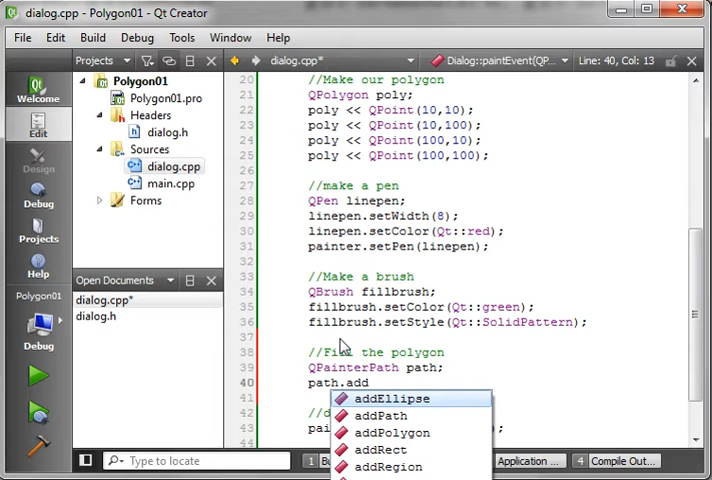 dialog.cpp - Polygon01 - Qt Creator
File Edit Build Debug Tools Window Help
Projects
dialog.cpp*
Dialog::paintEvent(QP...
Line: 40, Col: 13
Welcome
Edit
Design
Debug
Projects
Help
Polygon01
Debug
Polygon01
Polygon01.pro
Headers
dialog.h
Sources
dialog.cpp
main.cpp
Forms
Open Documents
dialog.cpp*
dialog.h
20 //Make our polygon
21 QPolygon poly;
22 poly << QPoint(10,10);
23 poly << QPoint(10,100);
24 poly << QPoint(100,10);
25 poly << QPoint(100,100);
26
27 //make a pen
28 QPen linepen;
29 linepen.setWidth(8);
30 linepen.setColor(Qt::red);
31 painter.setPen(linepen);
32
33 //Make a brush
34 QBrush fillbrush;
35 fillbrush.setColor(Qt::green);
36 fillbrush.setStyle(Qt::SolidPattern);
37
38 the polygon
39 QPainterPath path;
40 path.add
41
42 //d
43 pai );
44
addEllipse
addPath
addPolygon
addRect
addRegion
Type to locate
1
Application ...
4 Compile Out...